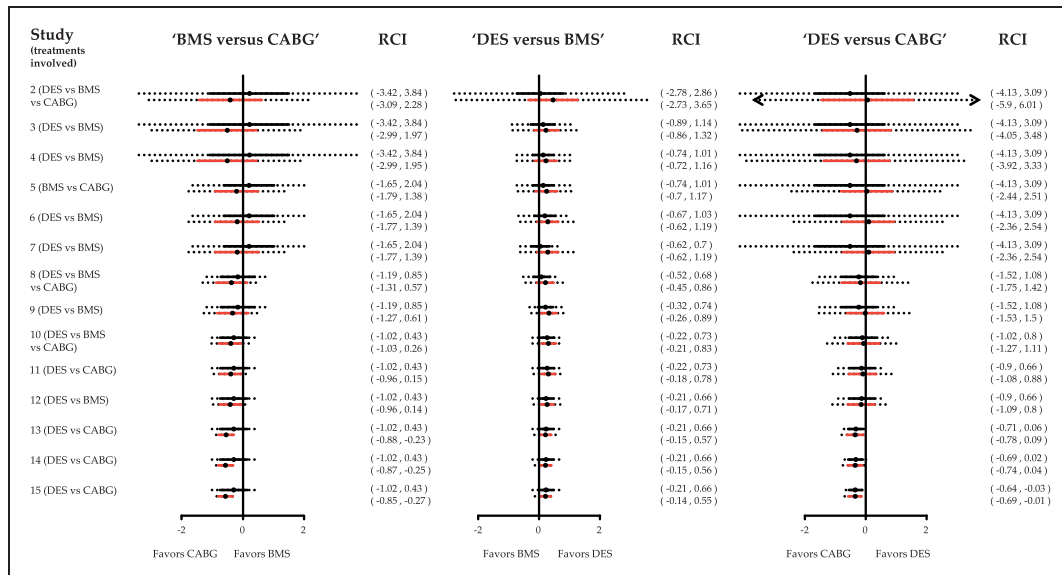 Study
(treatments
involved)
'BMS versus CABG' RCI 'DES versus BMS' RCI 'DES versus CABG' RCI
2 (DES vs BMS
vs CABG)
( -3.42 , 3.84 ) ( -2.78 , 2.86 ) ( -4.13 , 3.09 )
( -3.09 , 2.28 ) ( -2.73 , 3.65 ) ( -5.9 , 6.01 )
3 (DES vs BMS)
( -3.42 , 3.84 ) ( -0.89 , 1.14 ) ( -4.13 , 3.09 )
( -2.99 , 1.97 ) ( -0.86 , 1.32 ) ( -4.05 , 3.48 )
4 (DES vs BMS)
( -3.42 , 3.84 ) ( -0.74 , 1.01 ) ( -4.13 , 3.09 )
( -2.99 , 1.95 ) ( -0.72 , 1.16 ) ( -3.92 , 3.33 )
5 (BMS vs CABG)
( -1.65 , 2.04 ) ( -0.74 , 1.01 ) ( -4.13 , 3.09 )
( -1.79 , 1.38 ) ( -0.7 , 1.17 ) ( -2.44 , 2.51 )
6 (DES vs BMS)
( -1.65 , 2.04 ) ( -0.67 , 1.03 ) ( -4.13 , 3.09 )
( -1.77 , 1.39 ) ( -0.62 , 1.19 ) ( -2.36 , 2.54 )
7 (DES vs BMS)
( -1.65 , 2.04 ) ( -0.62 , 0.7 ) ( -4.13 , 3.09 )
( -1.77 , 1.39 ) ( -0.62 , 1.19 ) ( -2.36 , 2.54 )
8 (DES vs BMS
vs CABG)
( -1.19 , 0.85 ) ( -0.52 , 0.68 ) ( -1.52 , 1.08 )
( -1.31 , 0.57 ) ( -0.45 , 0.86 ) ( -1.75 , 1.42 )
9 (DES vs BMS)
( -1.19 , 0.85 ) ( -0.32 , 0.74 ) ( -1.52 , 1.08 )
( -1.27 , 0.61 ) ( -0.26 , 0.89 ) ( -1.53 , 1.5 )
10 (DES vs BMS
vs CABG)
( -1.02 , 0.43 ) ( -0.22 , 0.73 ) ( -1.02 , 0.8 )
( -1.03 , 0.26 ) ( -0.21 , 0.83 ) ( -1.27 , 1.11 )
11 (DES vs CABG)
( -1.02 , 0.43 ) ( -0.22 , 0.73 ) ( -0.9 , 0.66 )
( -0.96 , 0.15 ) ( -0.18 , 0.78 ) ( -1.08 , 0.88 )
12 (DES vs BMS)
( -1.02 , 0.43 ) ( -0.21 , 0.66 ) ( -0.9 , 0.66 )
( -0.96 , 0.14 ) ( -0.17 , 0.71 ) ( -1.09 , 0.8 )
13 (DES vs CABG)
( -1.02 , 0.43 ) ( -0.21 , 0.66 ) ( -0.71 , 0.06 )
( -0.88 , -0.23 ) ( -0.15 , 0.57 ) ( -0.78 , 0.09 )
14 (DES vs CABG)
( -1.02 , 0.43 ) ( -0.21 , 0.66 ) ( -0.69 , 0.02 )
( -0.87 , -0.25 ) ( -0.15 , 0.56 ) ( -0.74 , 0.04 )
15 (DES vs CABG)
( -1.02 , 0.43 ) ( -0.21 , 0.66 ) ( -0.64 , -0.03 )
( -0.85 , -0.27 ) ( -0.14 , 0.55 ) ( -0.69 , -0.01 )
-2 0 2 -2 0 2 -2 0 2
Favors CABG Favors BMS Favors BMS Favors DES Favors CABG Favors DES